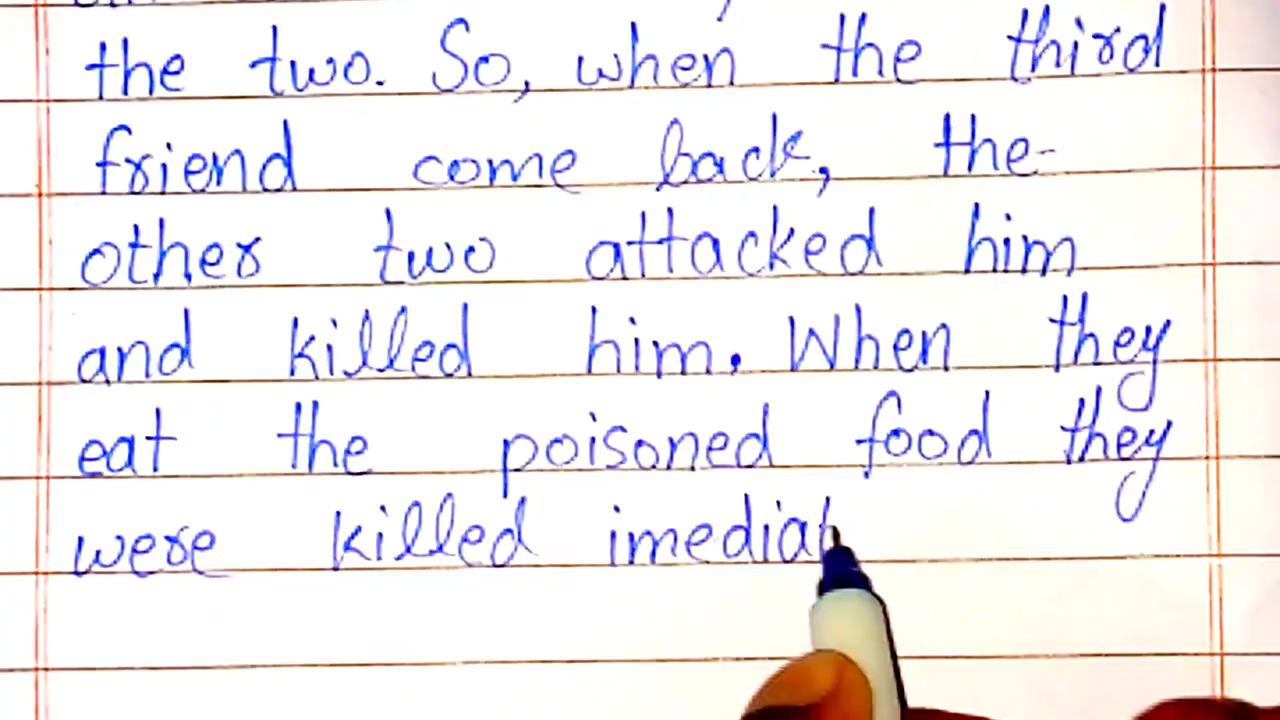 the two. So, when the third
friend come back, the
other two attacked him
and killed him. When they
eat the poisoned food they
were killed imediat